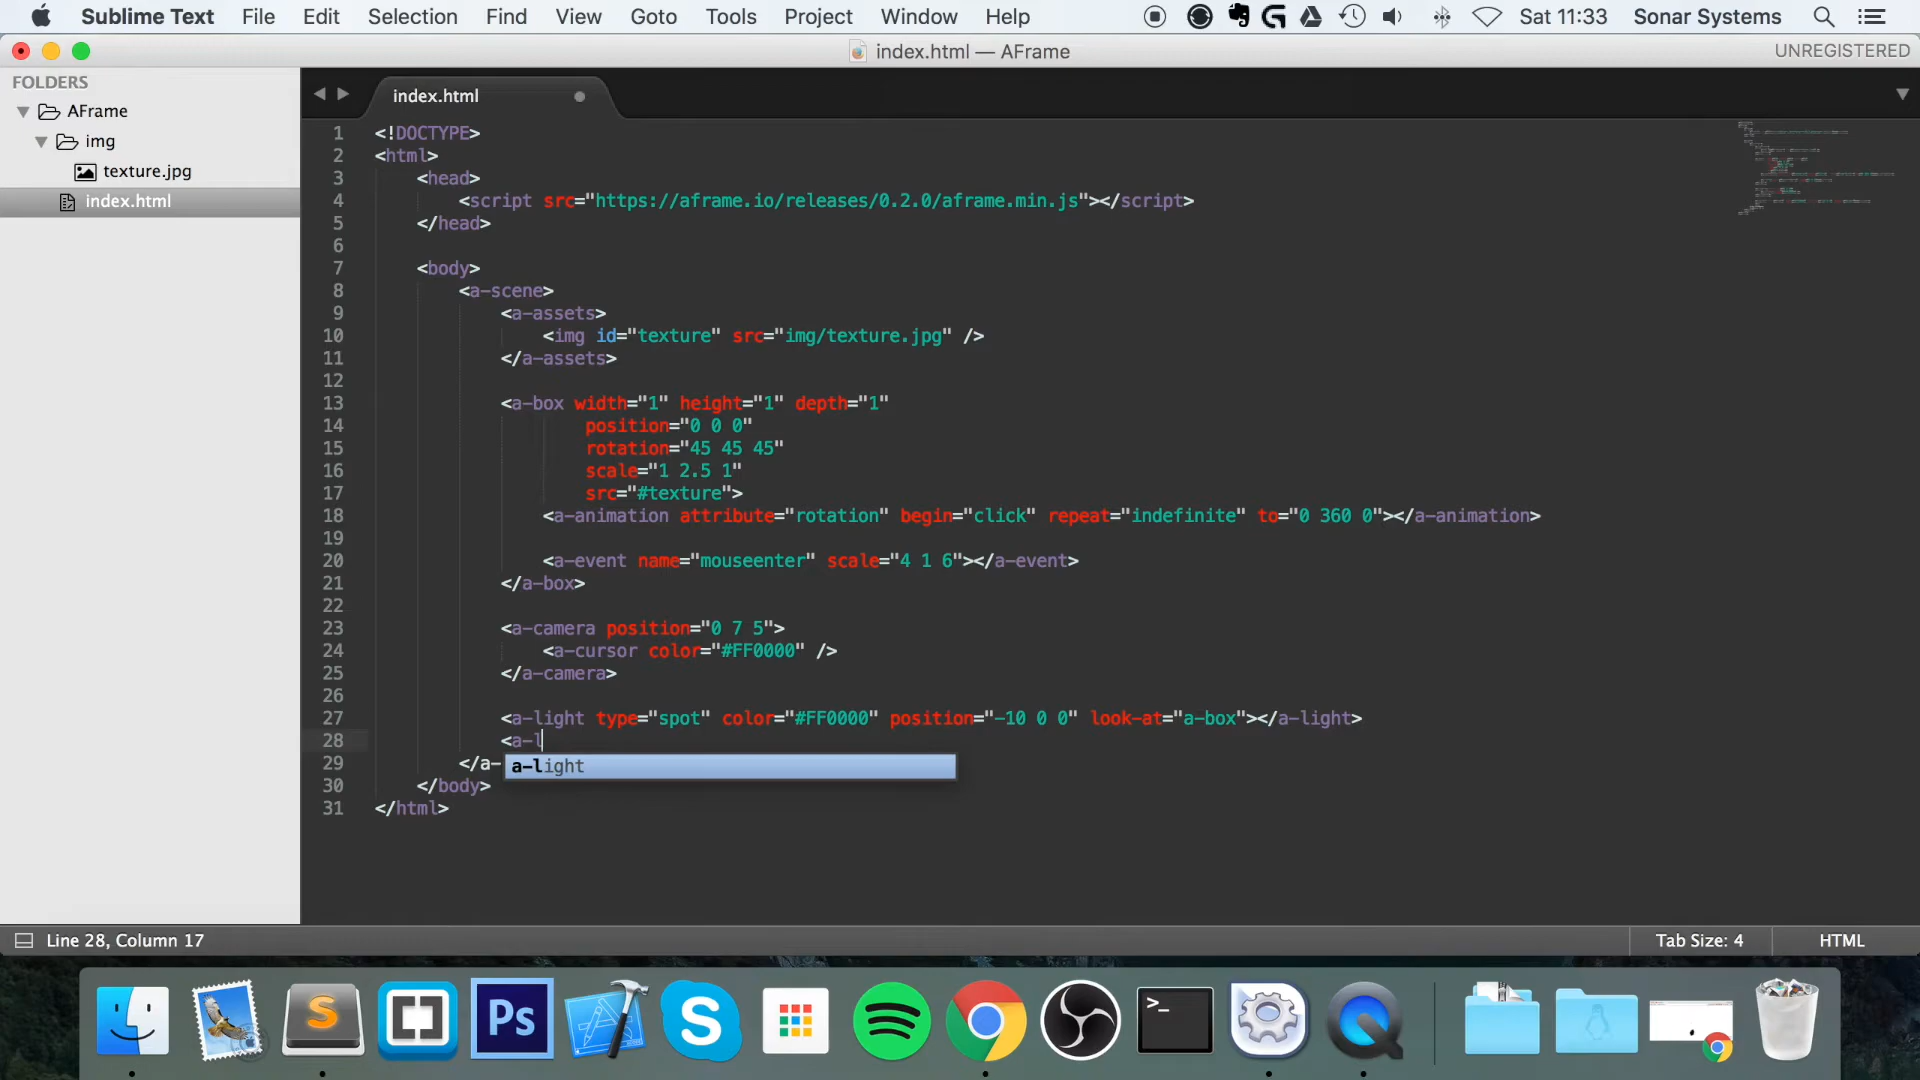 Sublime Text File Edit Selection Find View Goto Tools Project Window Help Sat 11:33 Sonar Systems
index.html — AFrame UNREGISTERED
FOLDERS
AFrame
img
texture.jpg
index.html
index.html
1 <!DOCTYPE>
2 <html>
3 <head>
4 <script src="https://aframe.io/releases/0.2.0/aframe.min.js"></script>
5 </head>
6
7 <body>
8 <a-scene>
9 <a-assets>
10 <img id="texture" src="img/texture.jpg" />
11 </a-assets>
12
13 <a-box width="1" height="1" depth="1"
14 position="0 0 0"
15 rotation="45 45 45"
16 scale="1 2.5 1"
17 src="#texture">
18 <a-animation attribute="rotation" begin="click" repeat="indefinite" to="0 360 0"></a-animation>
19
20 <a-event name="mouseenter" scale="4 1 6"></a-event>
21 </a-box>
22
23 <a-camera position="0 7 5">
24 <a-cursor color="#FF0000" />
25 </a-camera>
26
27 <a-light type="spot" color="#FF0000" position="-10 0 0" look-at="a-box"></a-light>
28 <a-l
29 </a-
a-light
30 </body>
31 </html>
Line 28, Column 17 Tab Size: 4 HTML
S
Ps
S
>_